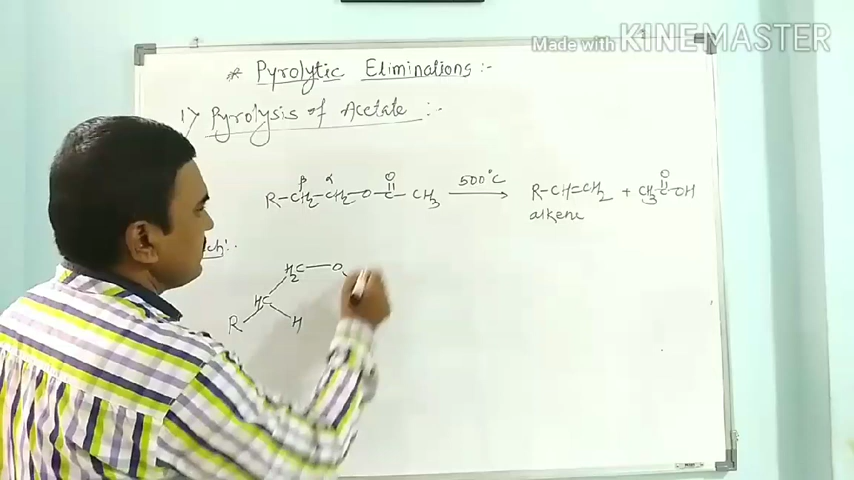 Made with KINEMASTER
* Pyrolytic Eliminations :-
1) Pyrolysis of Acetate :-
β α O 500°C O
R-CH2-CH2-O-C-CH3 → R-CH=CH2 + CH3-C-OH
alkene
H2C-O
HC
R H